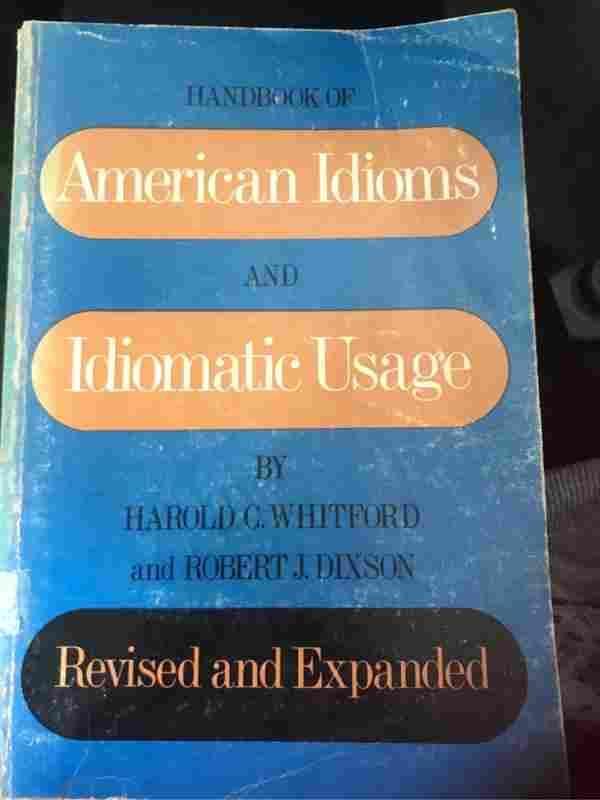 HANDBOOK OF
American Idioms
AND
Idiomatic Usage
BY
HAROLD C. WHITFORD
and ROBERT J. DIXSON
Revised and Expanded